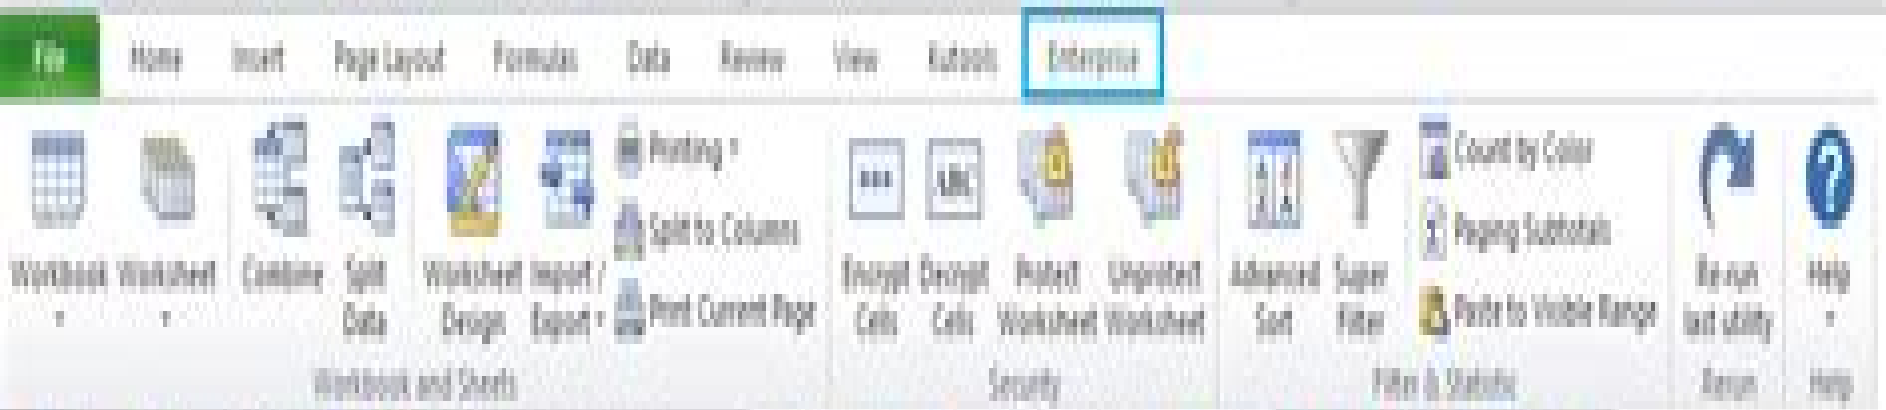 File Home Insert Page Layout Formulas Data Review View Kutools Enterprise
Workbook Worksheet Combine Split Data Worksheet Design Import / Export Printing
Split to Columns
Print Current Page
Workbook and Sheets
... Encrypt Cells ABC Decrypt Cells Protect Worksheet Unprotect Worksheet
Security
Advanced Sort Super Filter Count by Color
Paging Subtotals
Paste to Visible Range
Filter & Statistic
Re-run last utility
Rerun
Help
Help